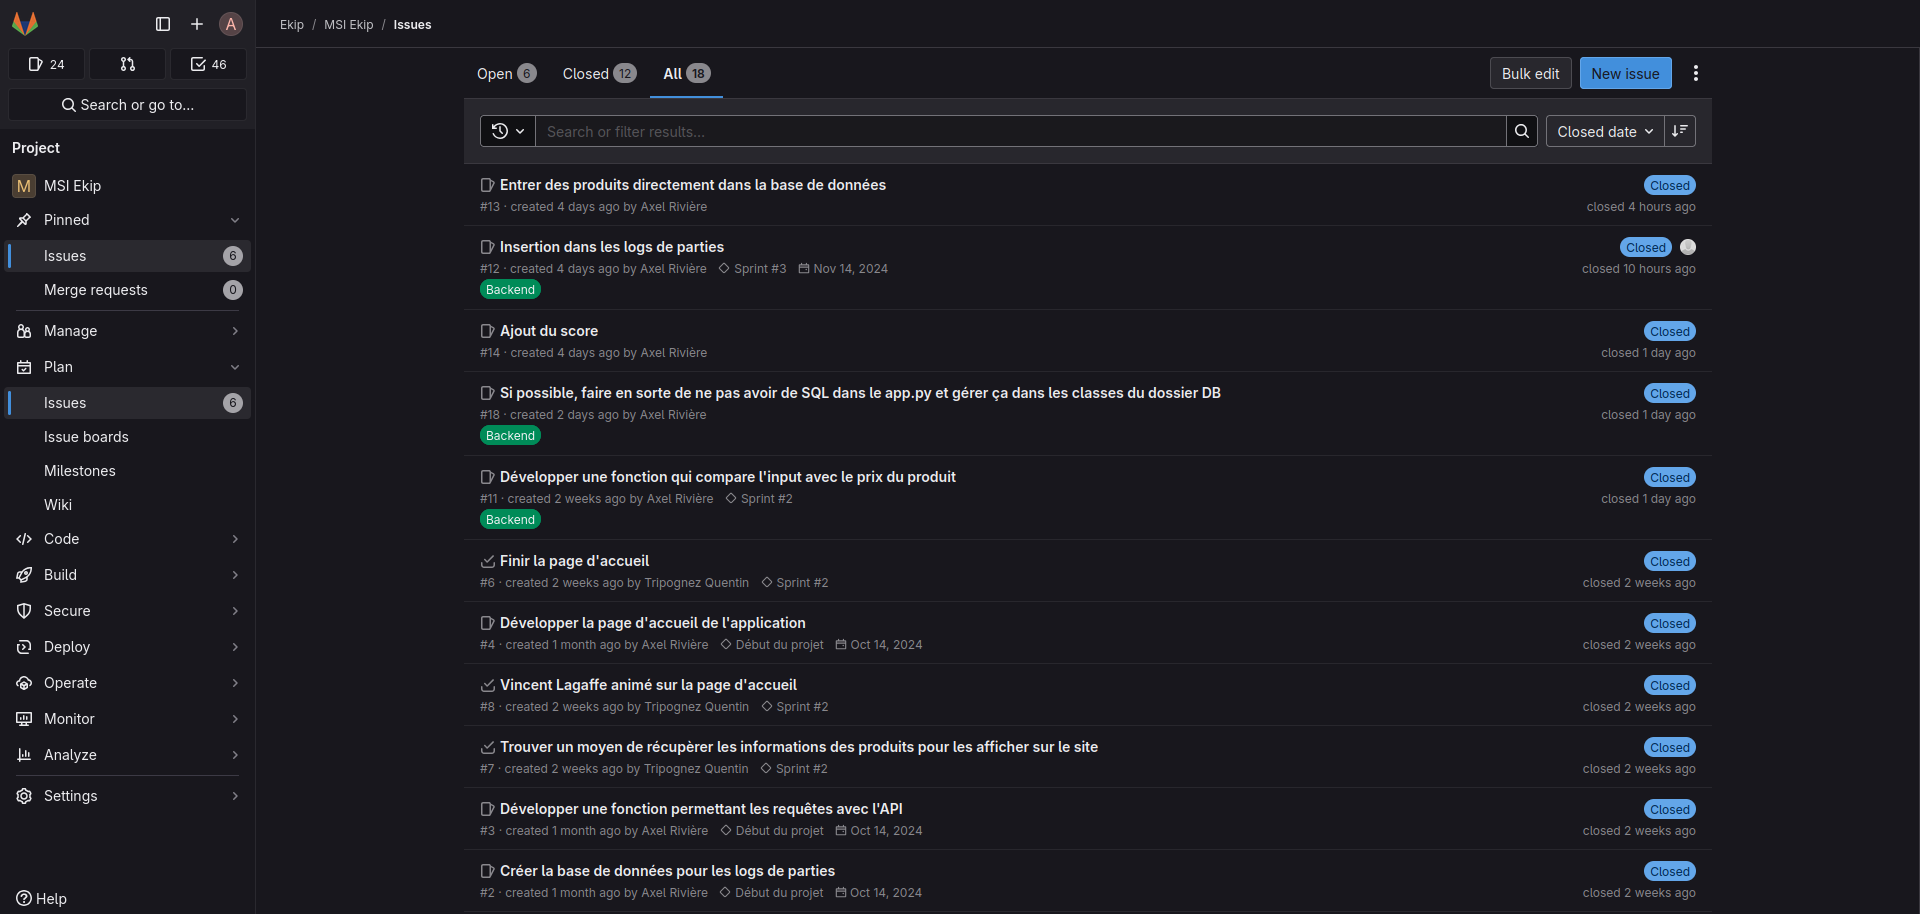 A
24
46
Search or go to...
Project
M MSI Ekip
Pinned
Issues 6
Merge requests 0
Manage
Plan
Issues 6
Issue boards
Milestones
Wiki
Code
Build
Secure
Deploy
Operate
Monitor
Analyze
Settings
Help
Ekip / MSI Ekip / Issues
Open 6 Closed 12 All 18 Bulk edit New issue
Search or filter results... Closed date
Entrer des produits directement dans la base de données Closed
#13 · created 4 days ago by Axel Rivière closed 4 hours ago
Insertion dans les logs de parties Closed
#12 · created 4 days ago by Axel Rivière Sprint #3 Nov 14, 2024 closed 10 hours ago
Backend
Ajout du score Closed
#14 · created 4 days ago by Axel Rivière closed 1 day ago
Si possible, faire en sorte de ne pas avoir de SQL dans le app.py et gérer ça dans les classes du dossier DB Closed
#18 · created 2 days ago by Axel Rivière closed 1 day ago
Backend
Développer une fonction qui compare l'input avec le prix du produit Closed
#11 · created 2 weeks ago by Axel Rivière Sprint #2 closed 1 day ago
Backend
Finir la page d'accueil Closed
#6 · created 2 weeks ago by Tripognez Quentin Sprint #2 closed 2 weeks ago
Développer la page d'accueil de l'application Closed
#4 · created 1 month ago by Axel Rivière Début du projet Oct 14, 2024 closed 2 weeks ago
Vincent Lagaffe animé sur la page d'accueil Closed
#8 · created 2 weeks ago by Tripognez Quentin Sprint #2 closed 2 weeks ago
Trouver un moyen de récupèrer les informations des produits pour les afficher sur le site Closed
#7 · created 2 weeks ago by Tripognez Quentin Sprint #2 closed 2 weeks ago
Développer une fonction permettant les requêtes avec l'API Closed
#3 · created 1 month ago by Axel Rivière Début du projet Oct 14, 2024 closed 2 weeks ago
Créer la base de données pour les logs de parties Closed
#2 · created 1 month ago by Axel Rivière Début du projet Oct 14, 2024 closed 2 weeks ago